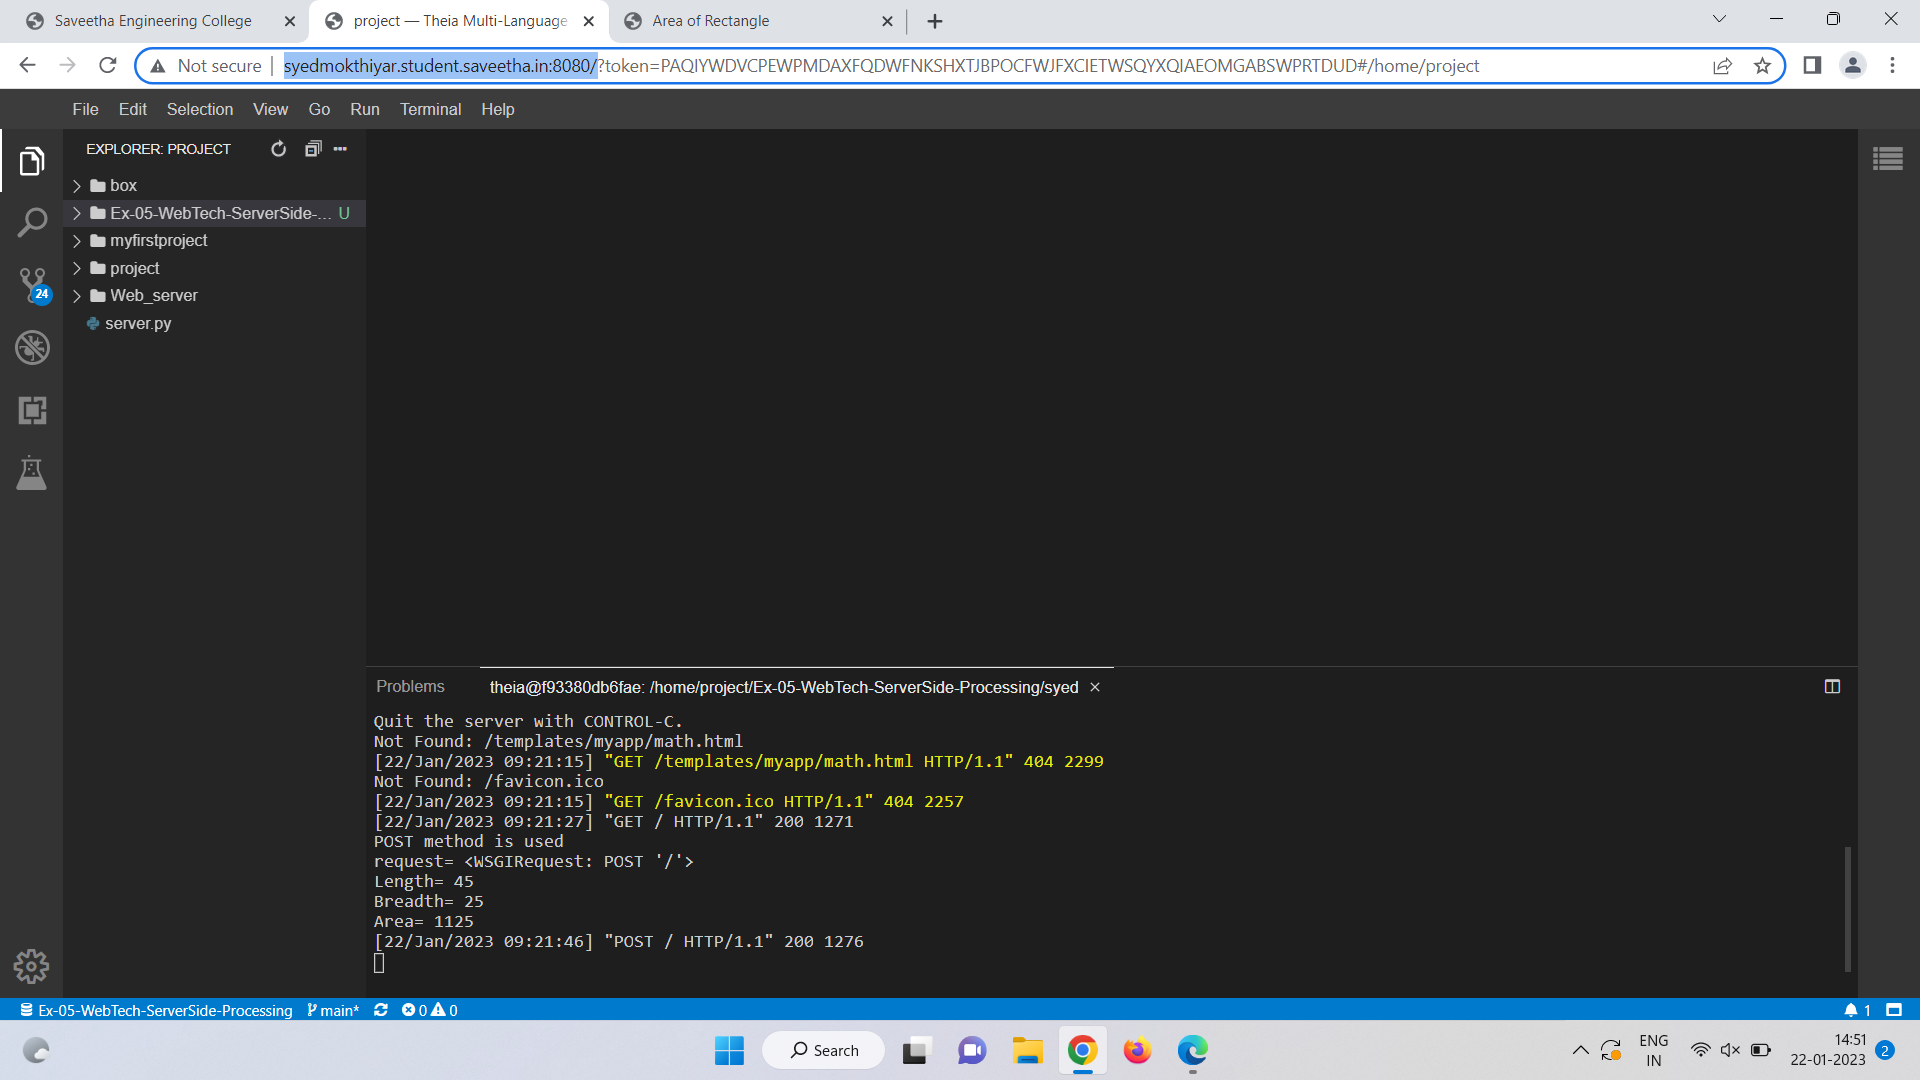 Saveetha Engineering College
project — Theia Multi-Language
Area of Rectangle
Not secure
syedmokthiyar.student.saveetha.in:8080/?token=PAQIYWDVCPEWPMDAXFQDWFNKSHXTJBPOCFWJFXCIETWSQYXQIAEOMGABSWPRTDUD#/home/project
File Edit Selection View Go Run Terminal Help
EXPLORER: PROJECT
box
Ex-05-WebTech-ServerSide-... U
myfirstproject
project
24
Web_server
server.py
Problems
theia@f93380db6fae: /home/project/Ex-05-WebTech-ServerSide-Processing/syed
Quit the server with CONTROL-C.
Not Found: /templates/myapp/math.html
[22/Jan/2023 09:21:15] "GET /templates/myapp/math.html HTTP/1.1" 404 2299
Not Found: /favicon.ico
[22/Jan/2023 09:21:15] "GET /favicon.ico HTTP/1.1" 404 2257
[22/Jan/2023 09:21:27] "GET / HTTP/1.1" 200 1271
POST method is used
request= <WSGIRequest: POST '/'>
Length= 45
Breadth= 25
Area= 1125
[22/Jan/2023 09:21:46] "POST / HTTP/1.1" 200 1276
Ex-05-WebTech-ServerSide-Processing main* 0 0 1
Search
ENG
IN
14:51
22-01-2023
2